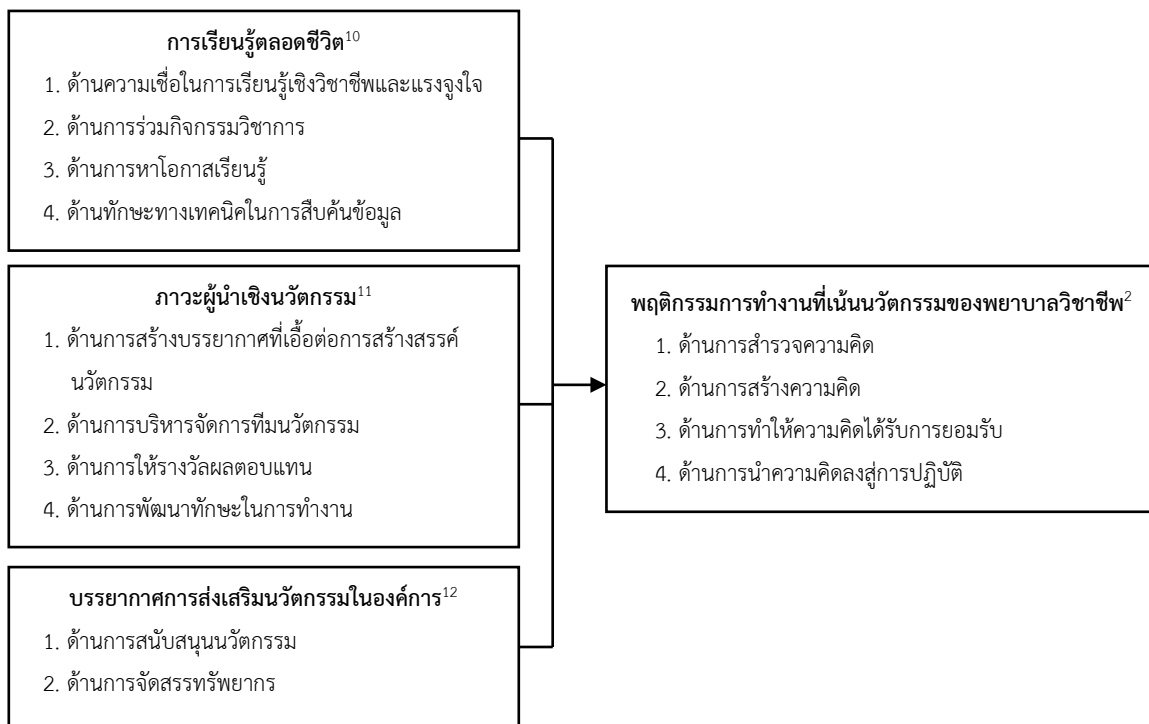 การเรียนรู้ตลอดชีวิต10
1. ด้านความเชื่อในการเรียนรู้เชิงวิชาชีพและแรงจูงใจ
2. ด้านการร่วมกิจกรรมวิชาการ
3. ด้านการหาโอกาสเรียนรู้
4. ด้านทักษะทางเทคนิคในการสืบค้นข้อมูล
ภาวะผู้นำเชิงนวัตกรรม11
1. ด้านการสร้างบรรยากาศที่เอื้อต่อการสร้างสรรค์
นวัตกรรม
2. ด้านการบริหารจัดการทีมนวัตกรรม
3. ด้านการให้รางวัลผลตอบแทน
4. ด้านการพัฒนาทักษะในการทำงาน
บรรยากาศการส่งเสริมนวัตกรรมในองค์การ12
1. ด้านการสนับสนุนนวัตกรรม
2. ด้านการจัดสรรทรัพยากร
พฤติกรรมการทำงานที่เน้นนวัตกรรมของพยาบาลวิชาชีพ2
1. ด้านการสำรวจความคิด
2. ด้านการสร้างความคิด
3. ด้านการทำให้ความคิดได้รับการยอมรับ
4. ด้านการนำความคิดลงสู่การปฏิบัติ